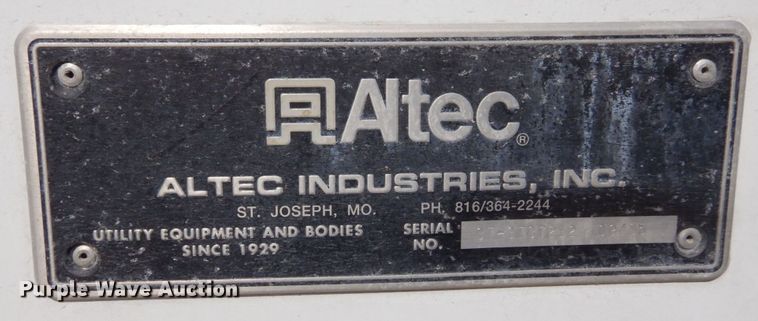 Altec®
ALTEC INDUSTRIES, INC.
ST. JOSEPH, MO. PH. 816/364-2244
UTILITY EQUIPMENT AND BODIES SERIAL
SINCE 1929 NO.
Purple Wave Auction